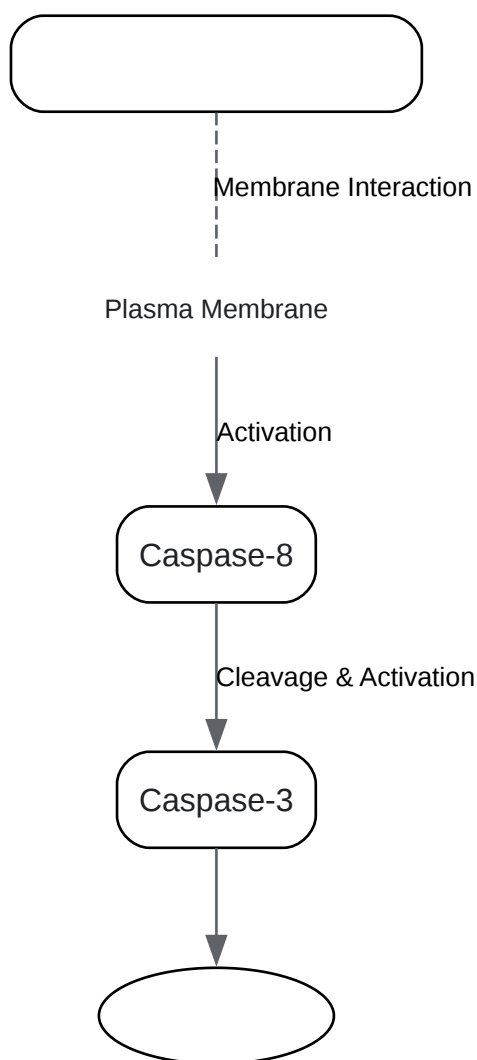 Membrane Interaction
Plasma Membrane
Activation
Caspase-8
Cleavage & Activation
Caspase-3